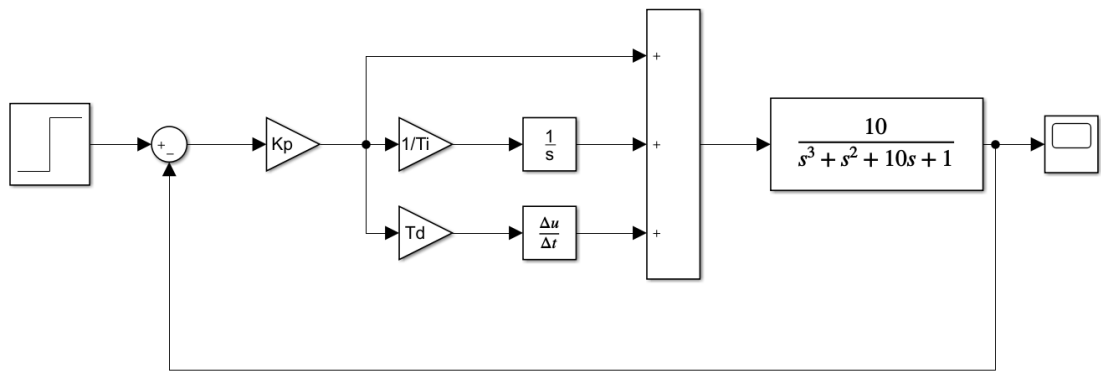 +
+
−
Kp
1/Ti
1
s
+
10
s³ + s² + 10s + 1
Td
Δu
Δt
+